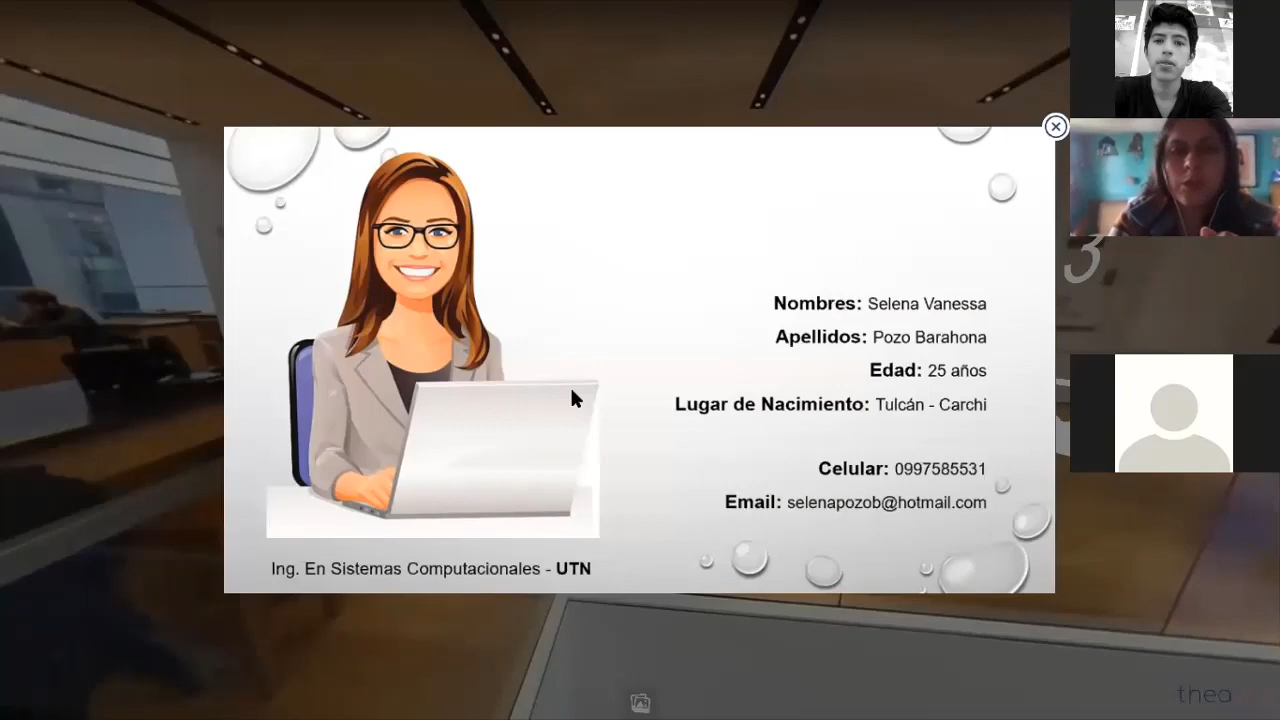 Nombres: Selena Vanessa
Apellidos: Pozo Barahona
Edad: 25 años
Lugar de Nacimiento: Tulcán - Carchi
Celular: 0997585531
Email: selenapozob@hotmail.com
Ing. En Sistemas Computacionales - UTN
3
thea